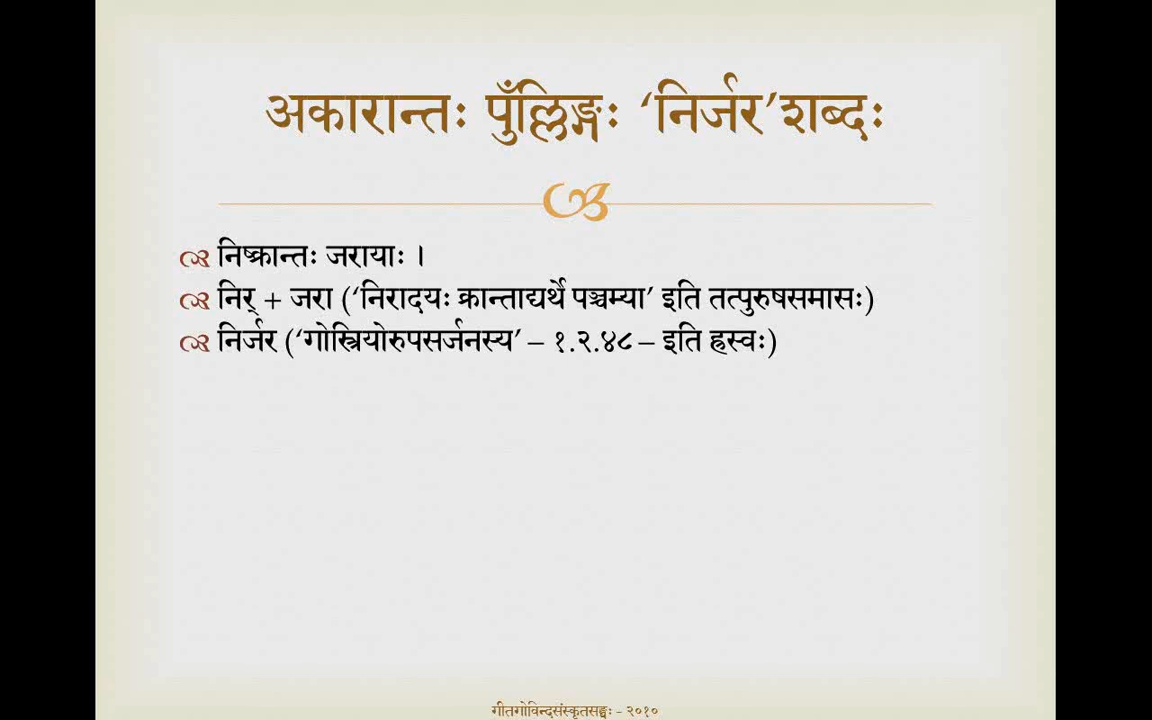 अकारान्तः पुँल्लिङ्गः ‘निर्जर’शब्दः
निष्क्रान्तः जरायाः ।
निर् + जरा (‘निरादयः क्रान्ताद्यर्थे पञ्चम्या’ इति तत्पुरुषसमासः)
निर्जर (‘गोस्त्रियोरुपसर्जनस्य’ – १.२.४८ – इति ह्रस्वः)
गीतगोविन्दसंस्कृतसङ्घः - २०१०